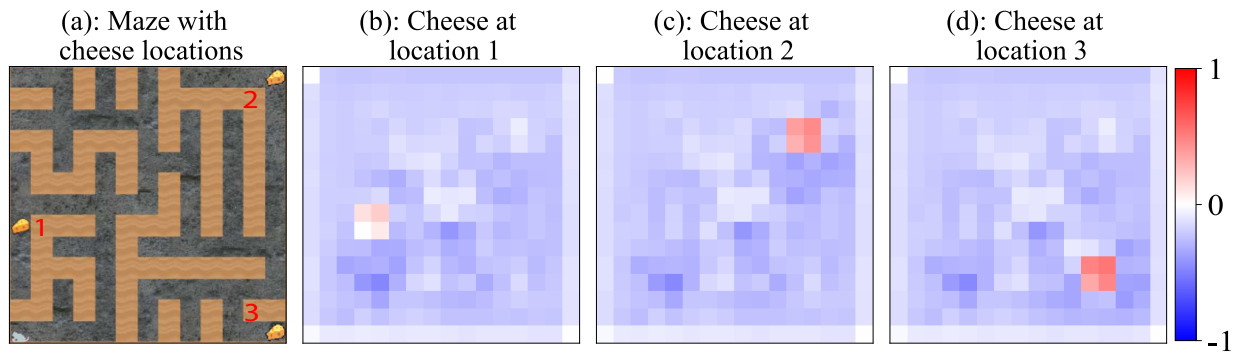 (a): Maze with
cheese locations
(b): Cheese at
location 1
(c): Cheese at
location 2
(d): Cheese at
location 3
2
1
3
1
0
-1